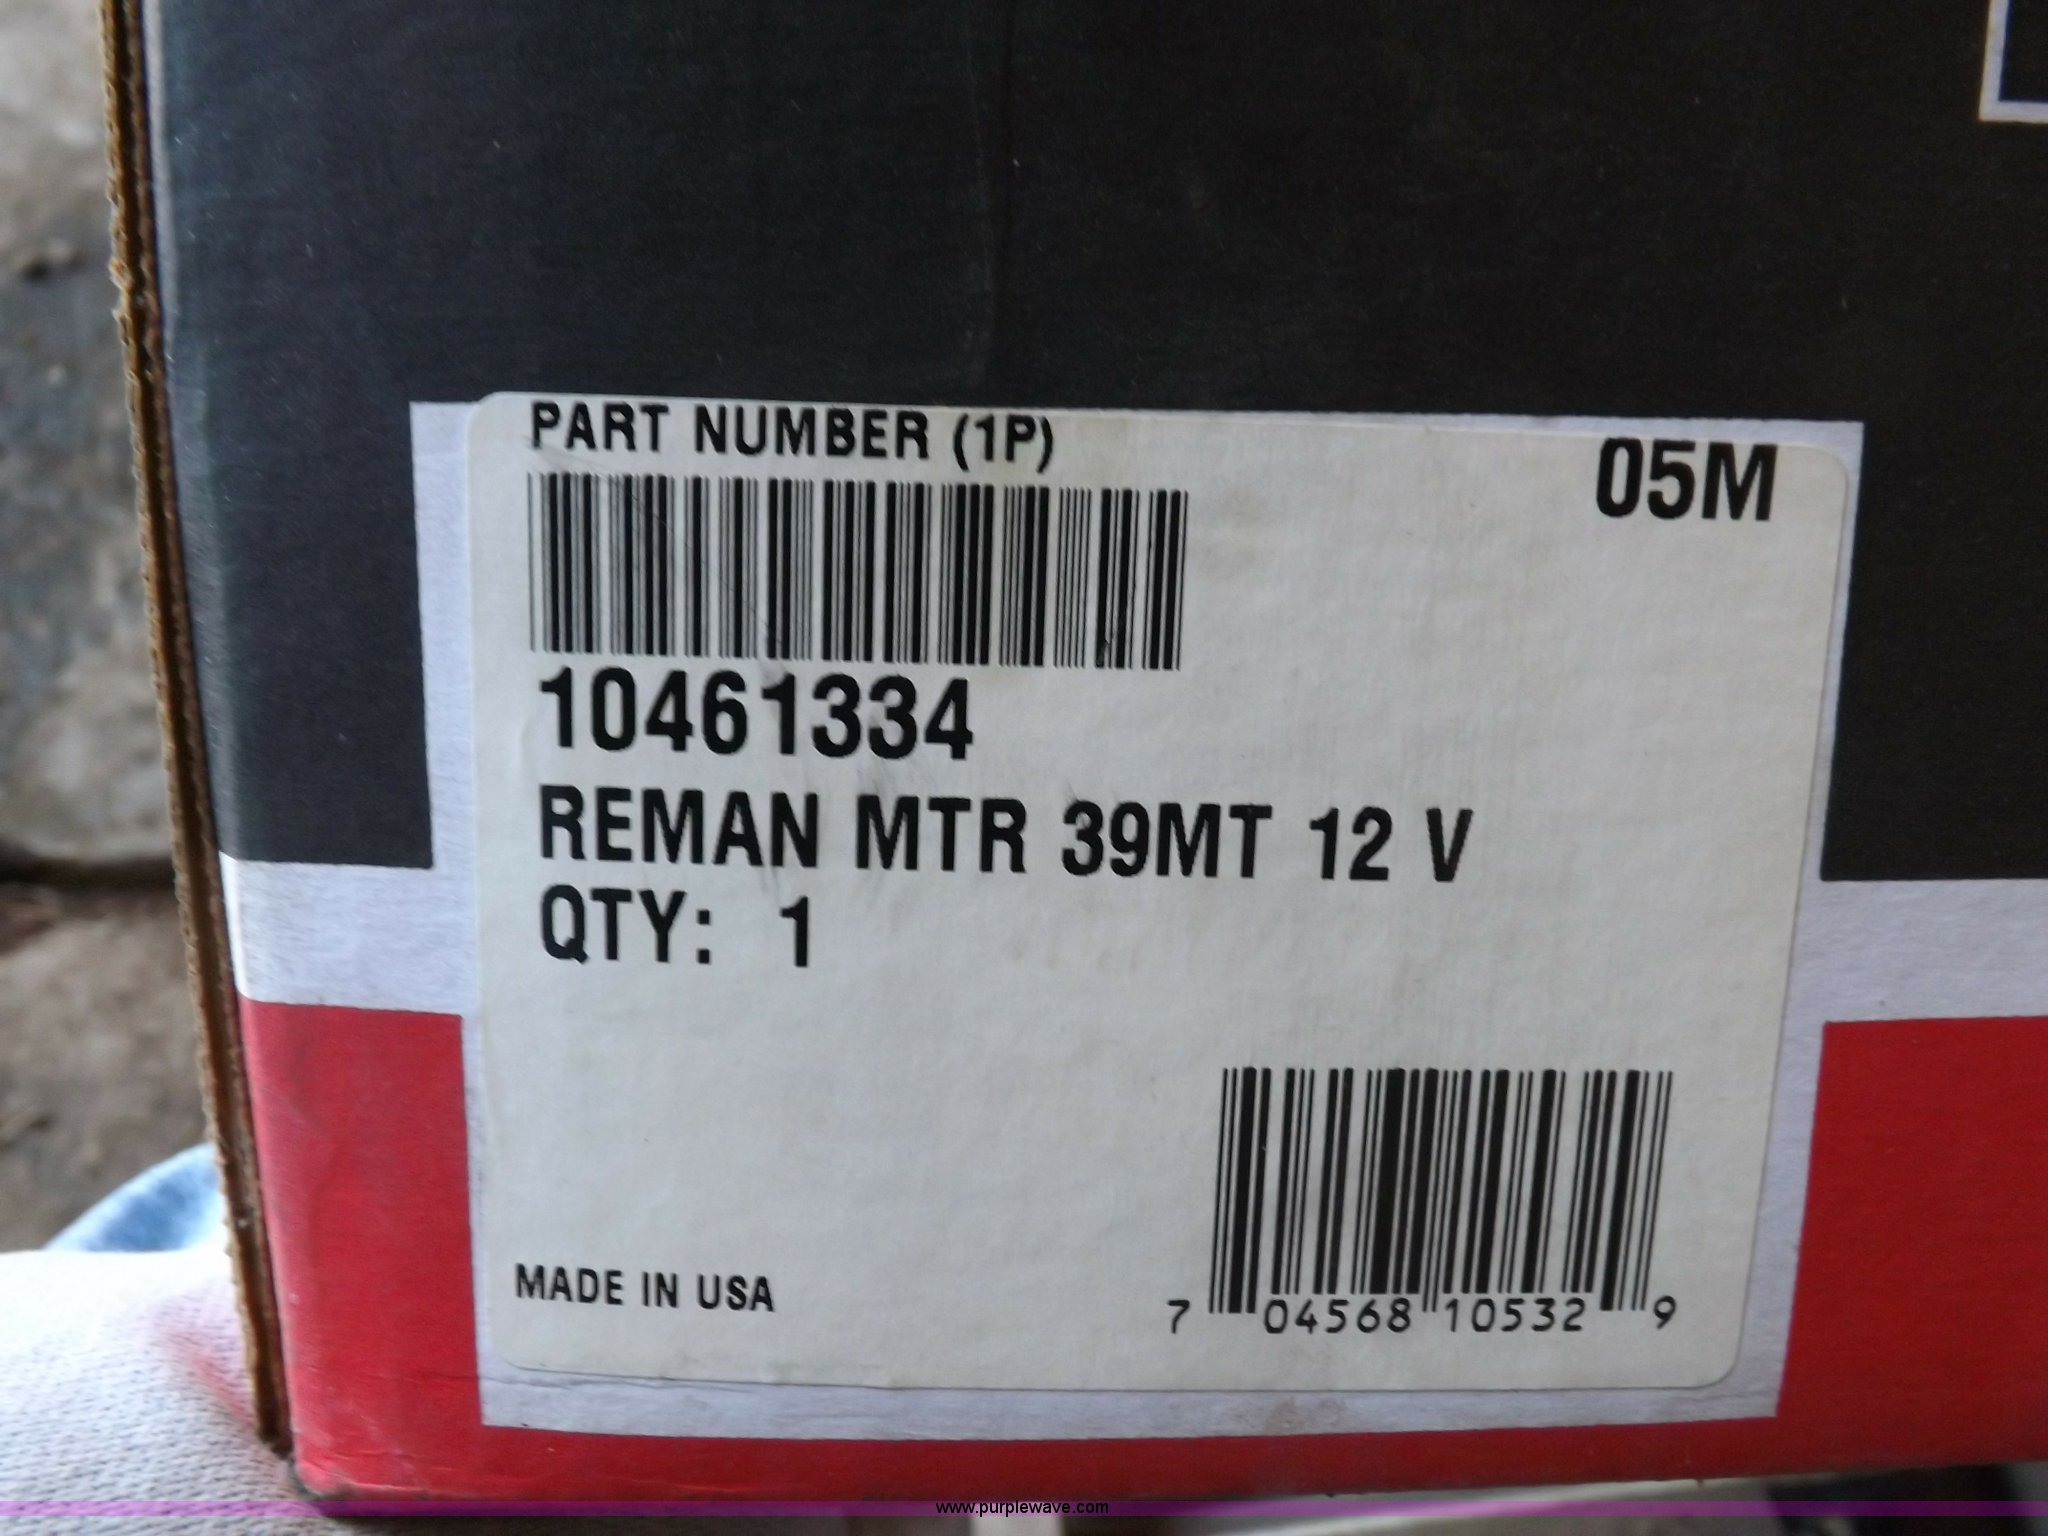 PART NUMBER (1P)
05M
10461334
REMAN MTR 39MT 12 V
QTY: 1
MADE IN USA
7 04568 10532 9
www.purplewave.com